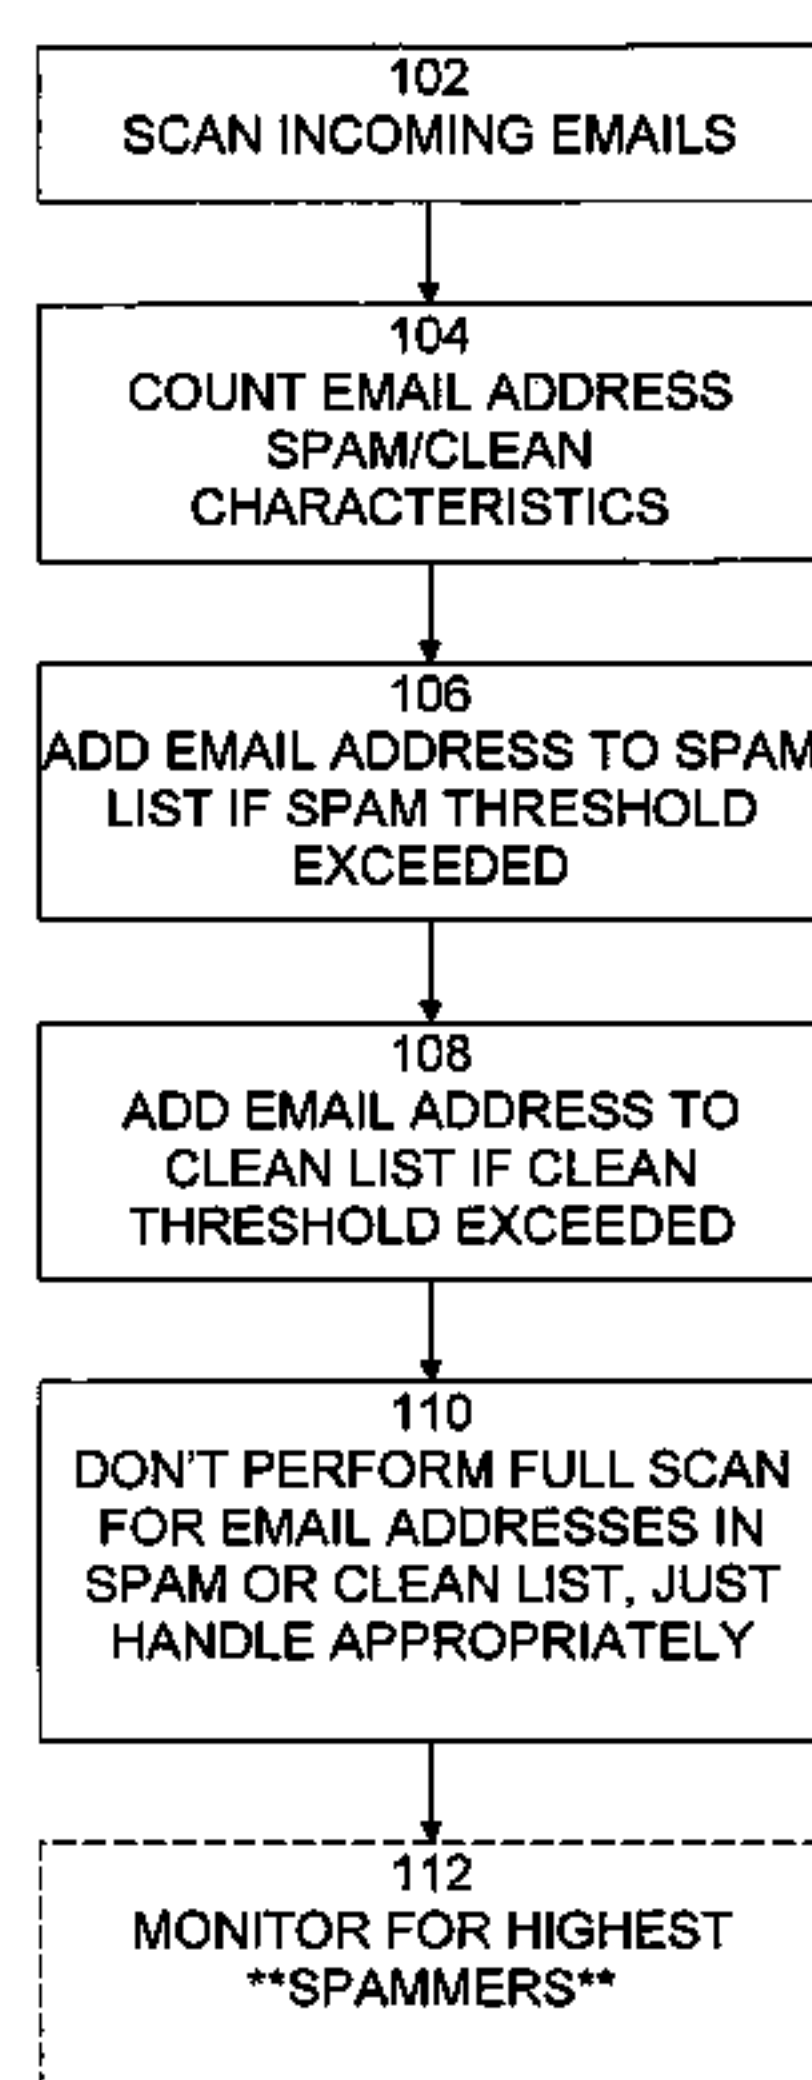 102
SCAN INCOMING EMAILS
104
COUNT EMAIL ADDRESS
SPAM/CLEAN
CHARACTERISTICS
106
ADD EMAIL ADDRESS TO SPAM
LIST IF SPAM THRESHOLD
EXCEEDED
108
ADD EMAIL ADDRESS TO
CLEAN LIST IF CLEAN
THRESHOLD EXCEEDED
110
DON'T PERFORM FULL SCAN
FOR EMAIL ADDRESSES IN
SPAM OR CLEAN LIST, JUST
HANDLE APPROPRIATELY
112
MONITOR FOR HIGHEST
**SPAMMERS**